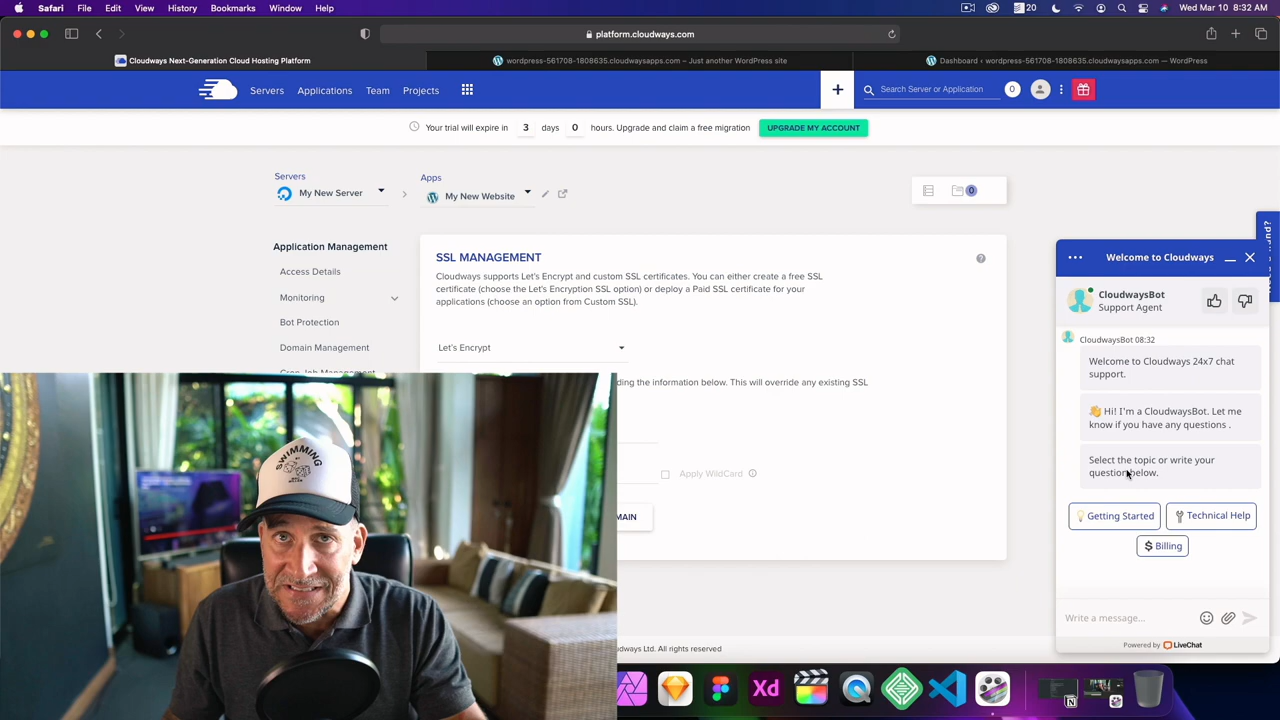 Safari File Edit View History Bookmarks Window Help
20 Wed Mar 10 8:32 AM
platform.cloudways.com
Cloudways Next-Generation Cloud Hosting Platform
wordpress-561708-1808635.cloudwaysapps.com – Just another WordPress site
Dashboard ‹ wordpress-561708-1808635.cloudwaysapps.com — WordPress
Servers Applications Team Projects
+ Search Server or Application 0
Your trial will expire in 3 days 0 hours. Upgrade and claim a free migration UPGRADE MY ACCOUNT
Servers
My New Server
Apps
My New Website
0
Application Management
Access Details
Monitoring
Bot Protection
Domain Management
SSL MANAGEMENT
Cloudways supports Let's Encrypt and custom SSL certificates. You can either create a free SSL
certificate (choose the Let's Encryption SSL option) or deploy a Paid SSL certificate for your
applications (choose an option from Custom SSL).
Let's Encrypt
ding the information below. This will override any existing SSL
Apply WildCard
MAIN
udways Ltd. All rights reserved
SWIMMING
Welcome to Cloudways
CloudwaysBot
Support Agent
CloudwaysBot 08:32
Welcome to Cloudways 24x7 chat
support.
👋 Hi! I'm a CloudwaysBot. Let me
know if you have any questions .
Select the topic or write your
question below.
Getting Started
Technical Help
$ Billing
Write a message...
Powered by LiveChat
Xd